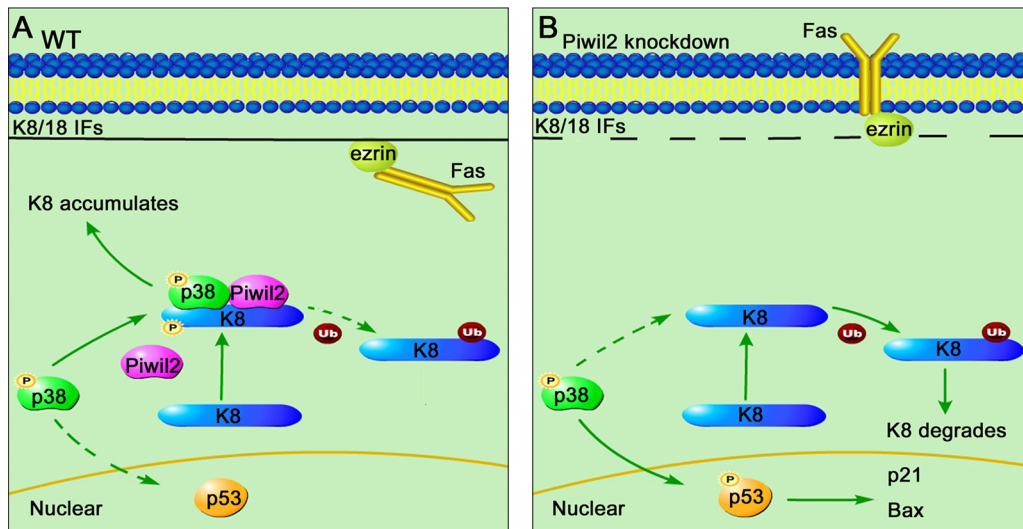 A WT
K8/18 IFs
ezrin
Fas
K8 accumulates
P
p38 Piwil2
K8
P
Ub
Ub
K8
Piwil2
P
p38
K8
p53
Nuclear
B
Piwil2 knockdown
Fas
K8/18 IFs
ezrin
K8
Ub
Ub
K8
P
p38
K8
K8 degrades
P
p53
p21
Bax
Nuclear